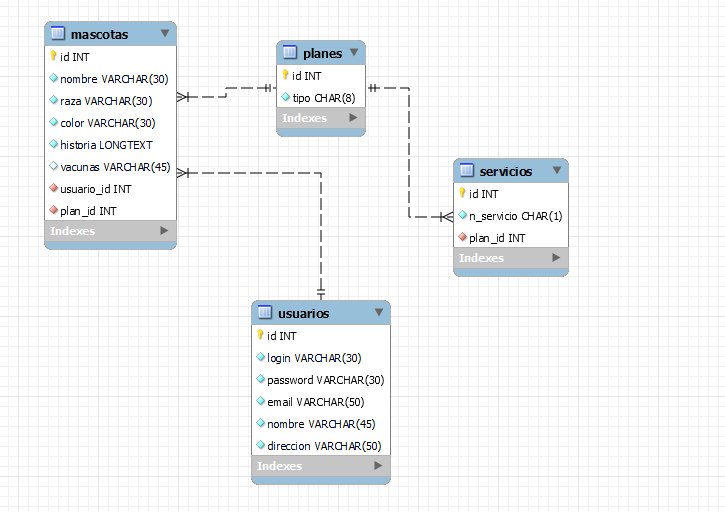 mascotas
id INT
nombre VARCHAR(30)
raza VARCHAR(30)
color VARCHAR(30)
historia LONGTEXT
vacunas VARCHAR(45)
usuario_id INT
plan_id INT
Indexes
planes
id INT
tipo CHAR(8)
Indexes
servicios
id INT
n_servicio CHAR(1)
plan_id INT
Indexes
usuarios
id INT
login VARCHAR(30)
password VARCHAR(30)
email VARCHAR(50)
nombre VARCHAR(45)
direccion VARCHAR(50)
Indexes